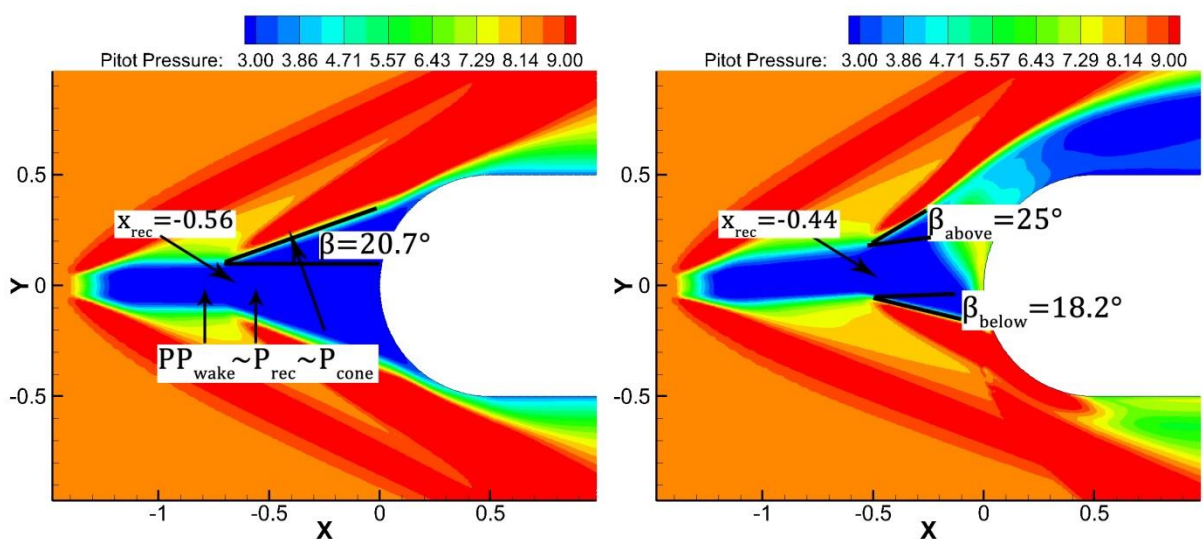 Pitot Pressure: 3.00 3.86 4.71 5.57 6.43 7.29 8.14 9.00
Y
0.5
0
-0.5
x_rec=-0.56
β=20.7°
PP_wake~P_rec~P_cone
-1 -0.5 0 0.5
X
Pitot Pressure: 3.00 3.86 4.71 5.57 6.43 7.29 8.14 9.00
Y
0.5
0
-0.5
x_rec=-0.44
β_above=25°
β_below=18.2°
-1 -0.5 0 0.5
X